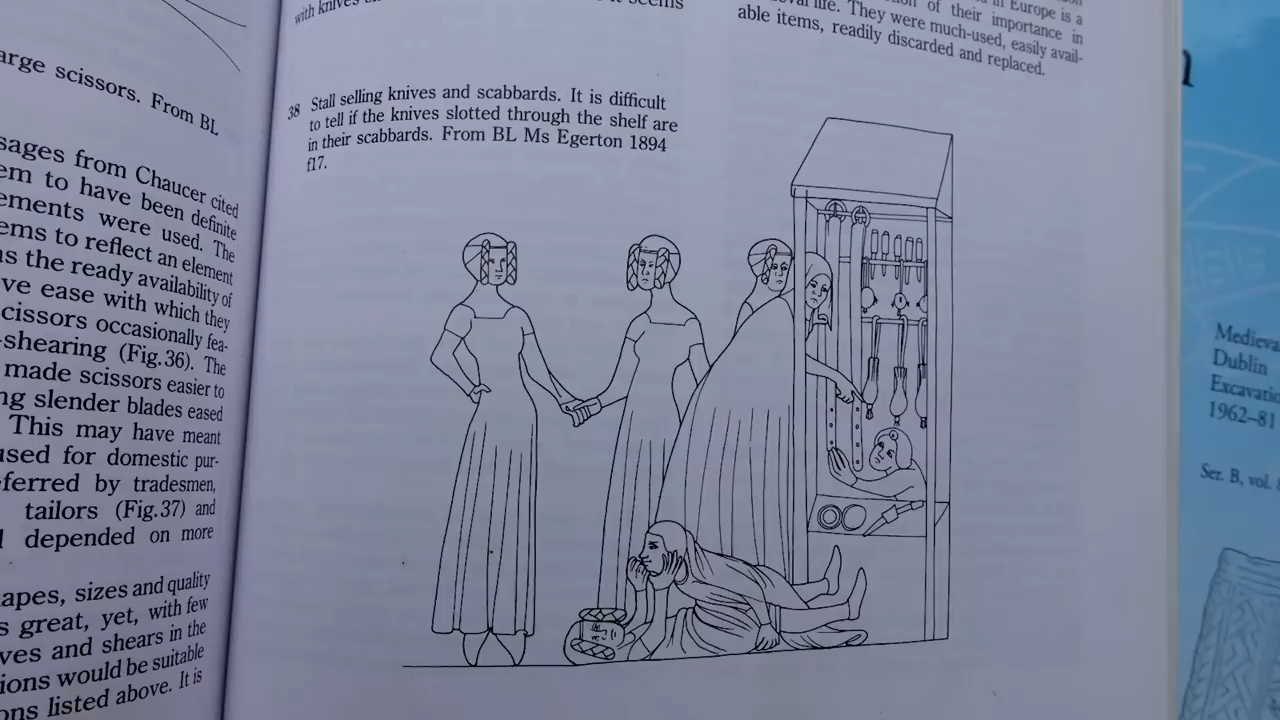 arge scissors. From BL
sages from Chaucer cited
em to have been definite
ements were used. The
ems to reflect an element
as the ready availability of
ve ease with which they
cissors occasionally fea-
-shearing (Fig.36). The
made scissors easier to
ng slender blades eased
This may have meant
used for domestic pur-
eferred by tradesmen,
tailors (Fig.37) and
l depended on more
apes, sizes and quality
s great, yet, with few
ves and shears in the
ions would be suitable
ons listed above. It is
with knives
it seems
in Europe is a
of their importance in
life. They were much-used, easily avail-
able items, readily discarded and replaced.
38 Stall selling knives and scabbards. It is difficult
to tell if the knives slotted through the shelf are
in their scabbards. From BL Ms Egerton 1894
f17.
n
Medieva
Dublin
Excavatio
1962–81
Ser. B, vol.